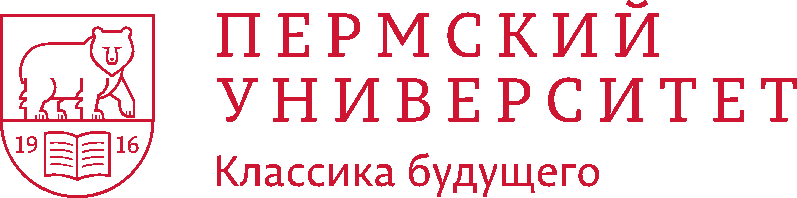 ПЕРМСКИЙ
УНИВЕРСИТЕТ
19 16
Классика будущего